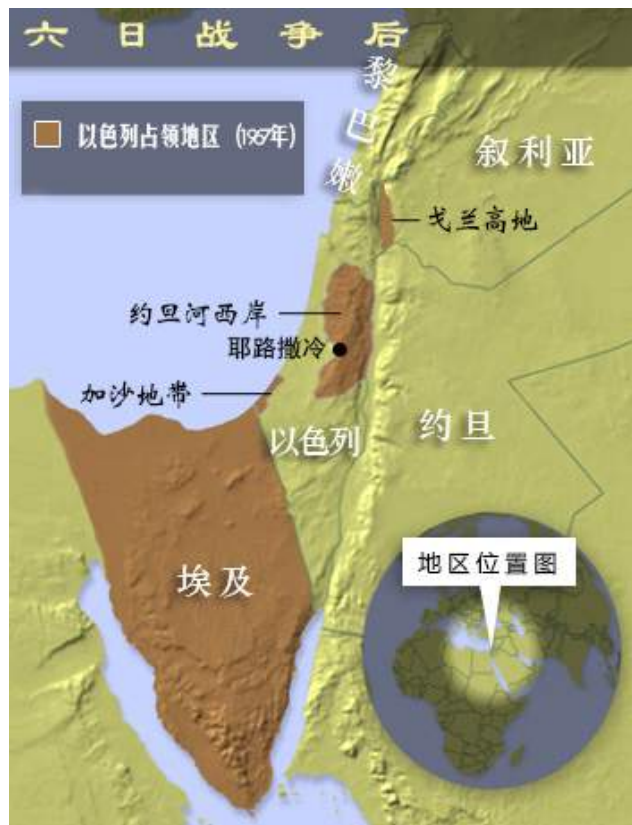 六日战争后
以色列占领地区 (1967年)
黎巴嫩
叙利亚
戈兰高地
约旦河西岸
耶路撒冷
加沙地带
以色列
约旦
埃及
地区位置图